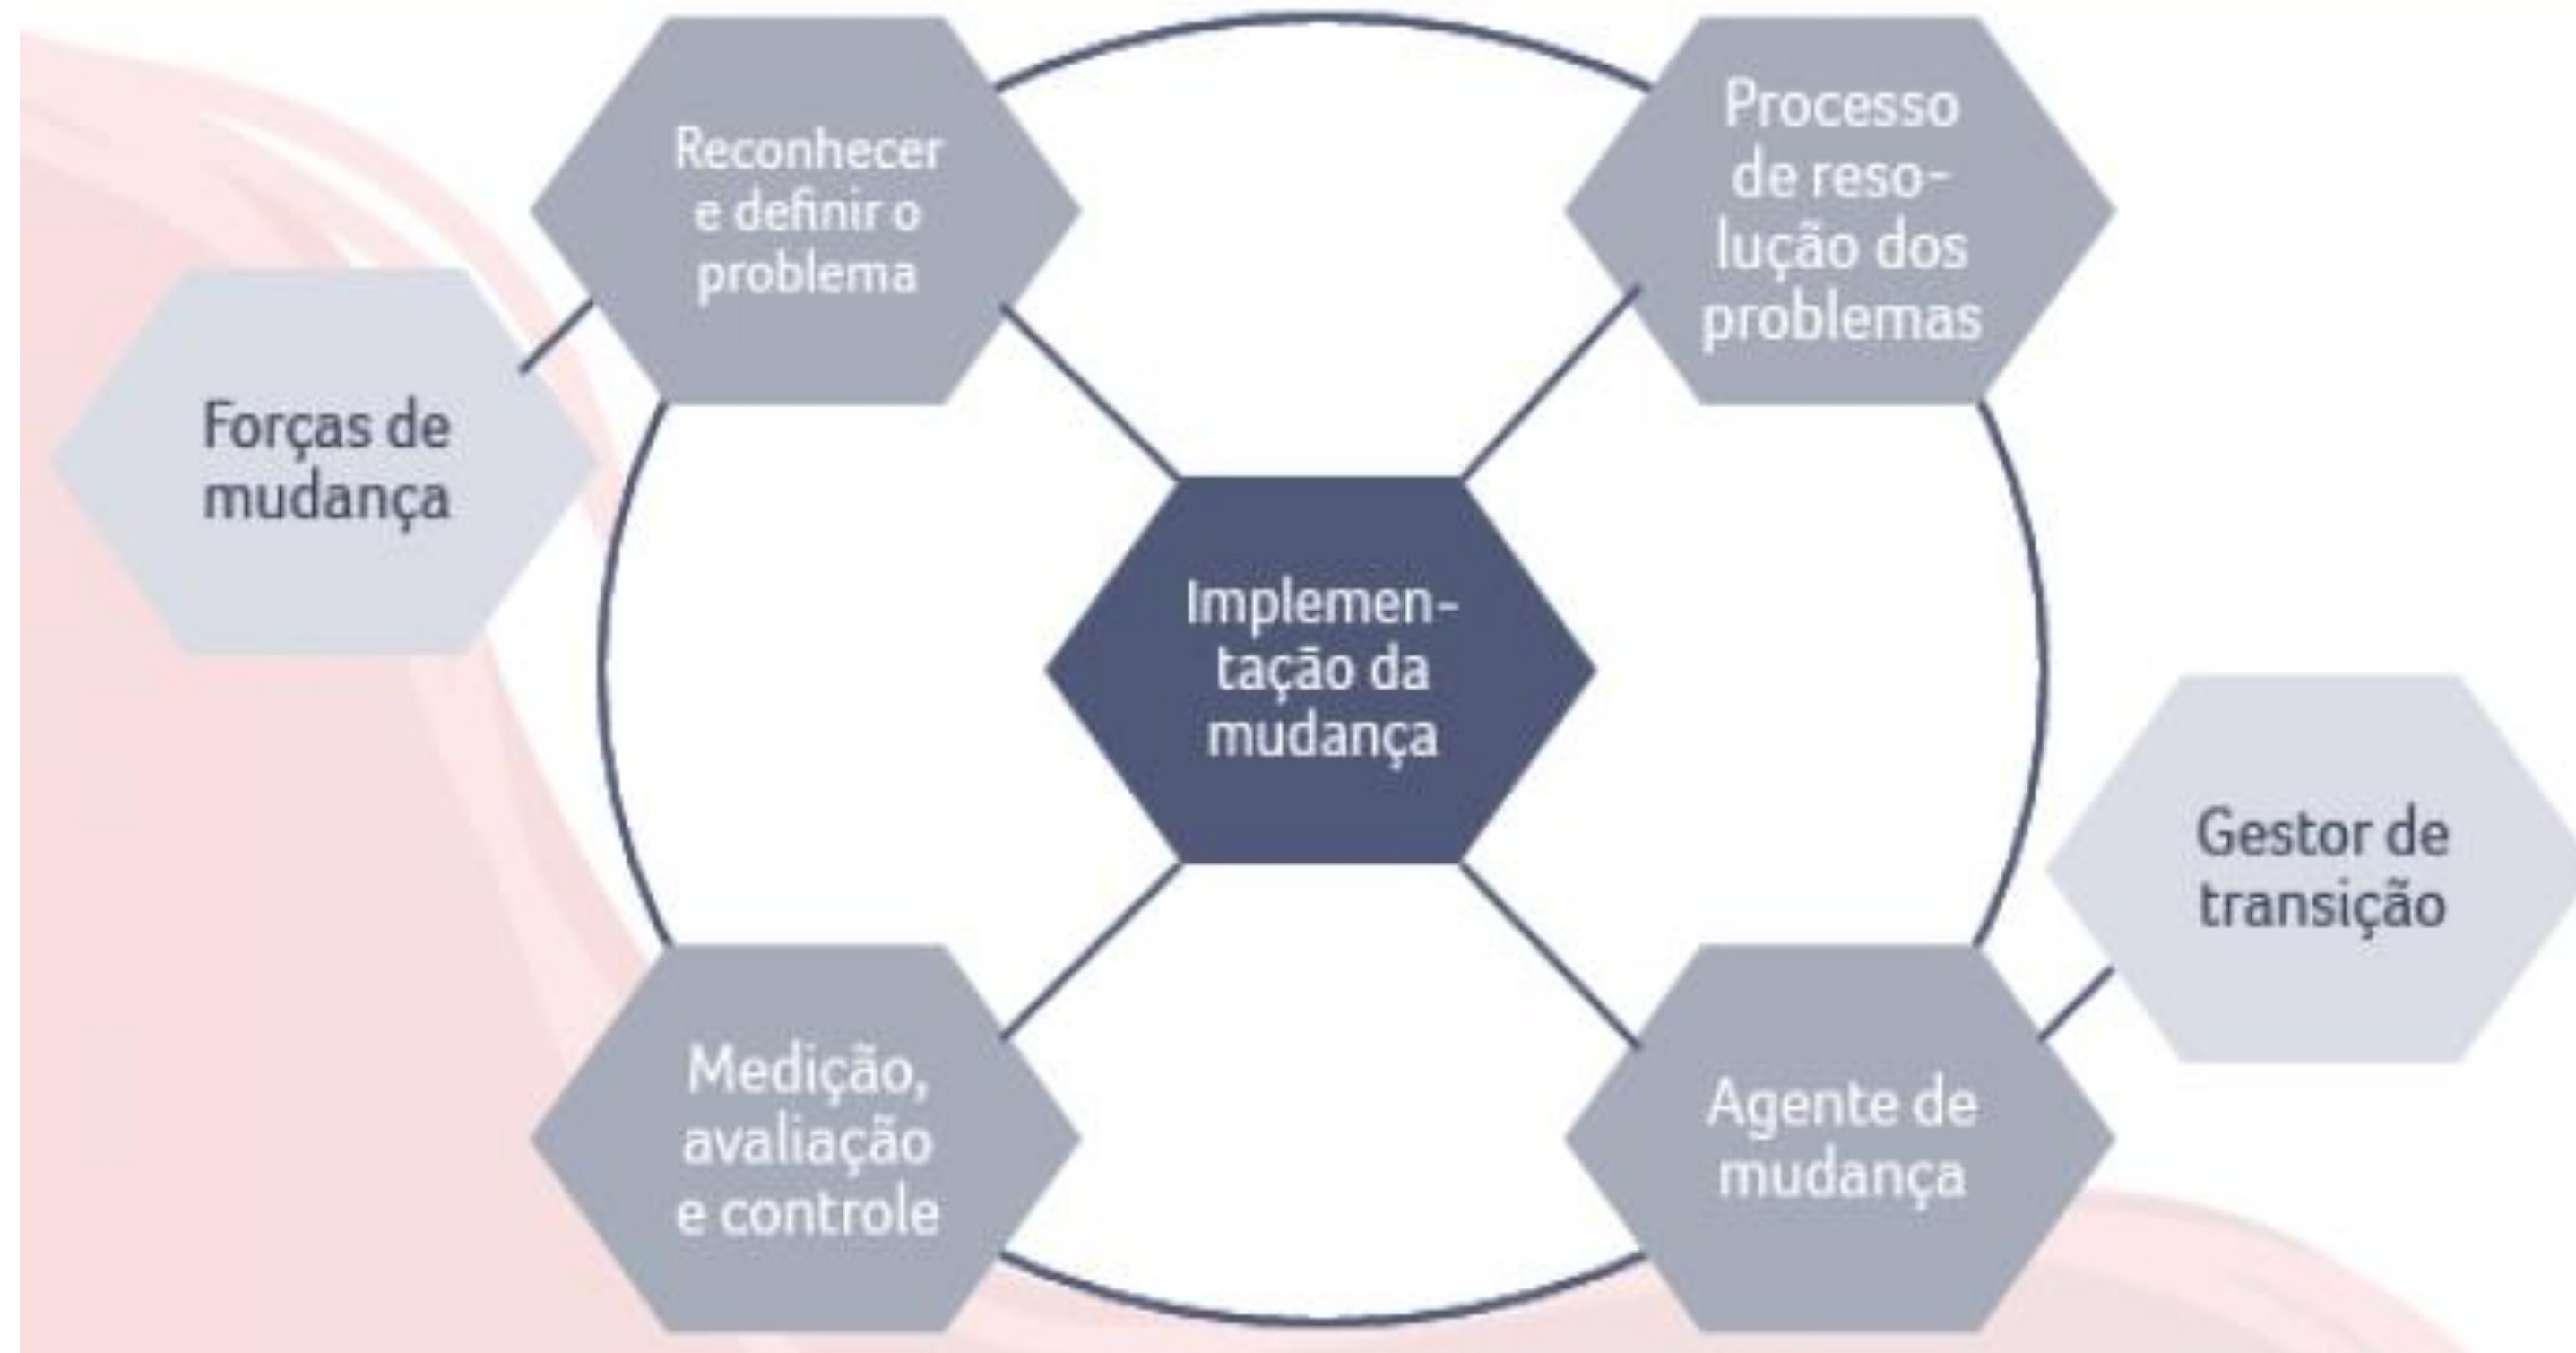 Reconhecer
e definir o
problema
Processo
de reso-
lução dos
problemas
Forças de
mudança
Implemen-
tação da
mudança
Gestor de
transição
Medição,
avaliação
e controle
Agente de
mudança